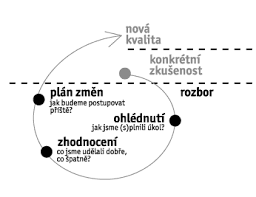 nová
kvalita
konkrétní
zkušenost
plán změn
jak budeme postupovat
příště?
rozbor
ohlédnutí
jak jsme (s)plnili úkol?
zhodnocení
co jsme udělali dobře,
co špatně?